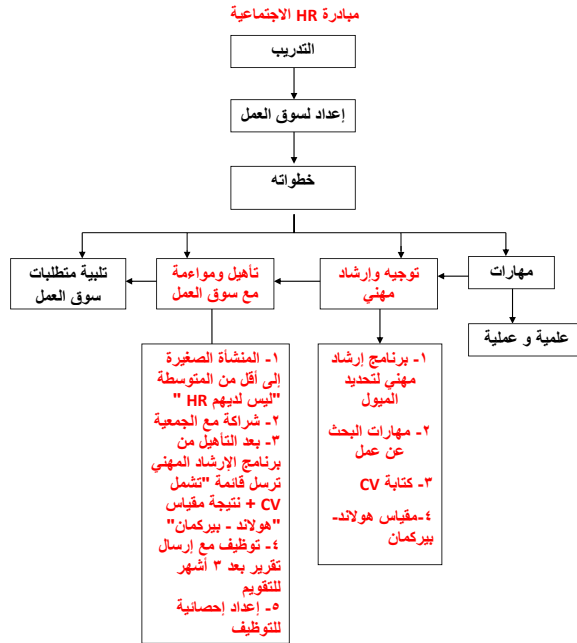 مبادرة HR الاجتماعية
التدريب
إعداد لسوق العمل
خطواته
مهارات
توجيه وإرشاد
مهني
تأهيل ومواءمة
مع سوق العمل
تلبية متطلبات
سوق العمل
علمية و عملية
١- برنامج إرشاد
مهني لتحديد
الميول
٢- مهارات البحث
عن عمل
٣- كتابة CV
٤-مقياس هولاند-
بيركمان
١- المنشأة الصغيرة
إلى أقل من المتوسطة
"ليس لديهم HR "
٢- شراكة مع الجمعية
٣- بعد التأهيل من
برنامج الإرشاد المهني
ترسل قائمة "تشمل
CV + نتيجة مقياس
"هولاند - بيركمان"
٤- توظيف مع إرسال
تقرير بعد ٣ أشهر
للتقويم
٥- إعداد إحصائية
للتوظيف